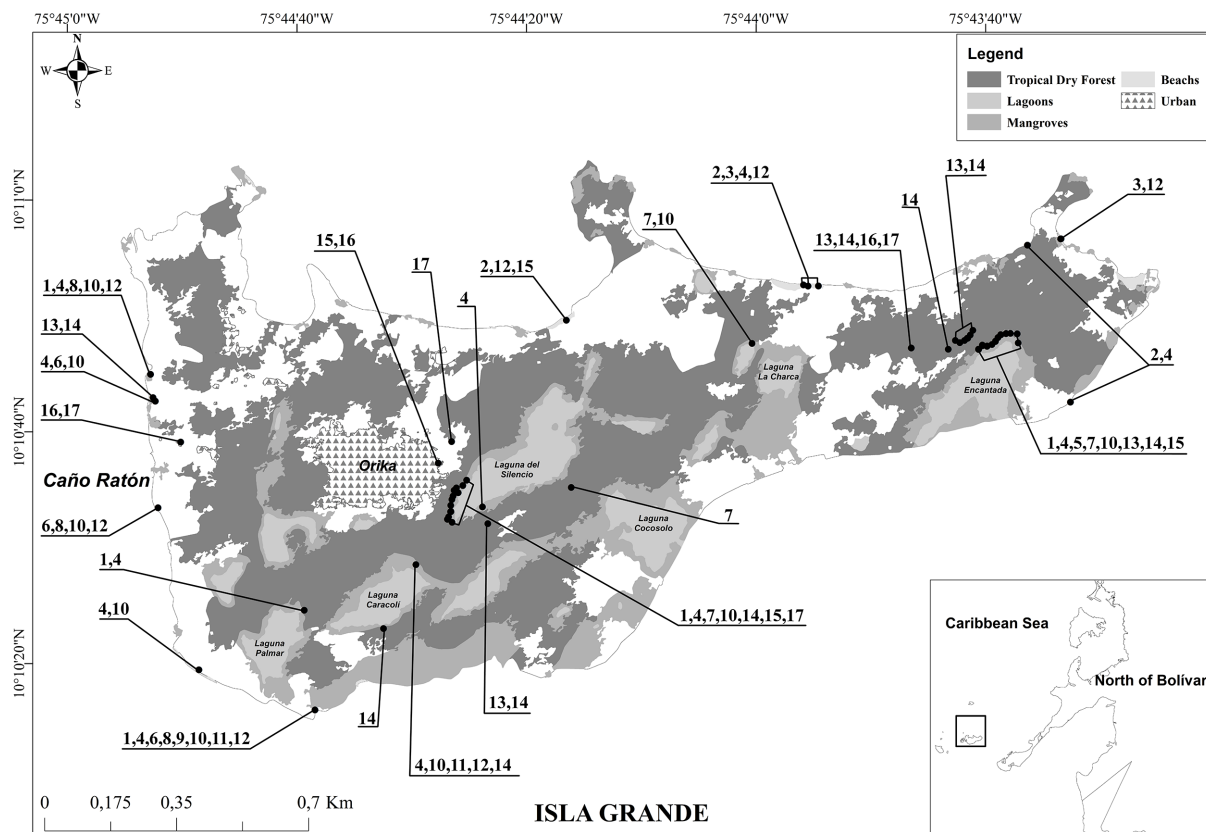 75°45'0"W 75°44'40"W 75°44'20"W 75°44'0"W 75°43'40"W
N
W E
S
Legend
Tropical Dry Forest
Beachs
Lagoons
Urban
Mangroves
10°11'0"N
10°10'40"N
10°10'20"N
13,14
2,3,4,12
14
3,12
7,10
13,14,16,17
15,16
17
2,12,15
4
1,4,8,10,12
13,14
4,6,10
16,17
2,4
Laguna
La Charca
Laguna
Encantada
1,4,5,7,10,13,14,15
Caño Ratón
Orika
Laguna del
Silencio
6,8,10,12
7
Laguna
Cocosolo
1,4
4,10
Laguna
Caracolí
1,4,7,10,14,15,17
Laguna
Palmar
13,14
14
1,4,6,8,9,10,11,12
4,10,11,12,14
Caribbean Sea
North of Bolívar
0 0,175 0,35 0,7 Km
ISLA GRANDE